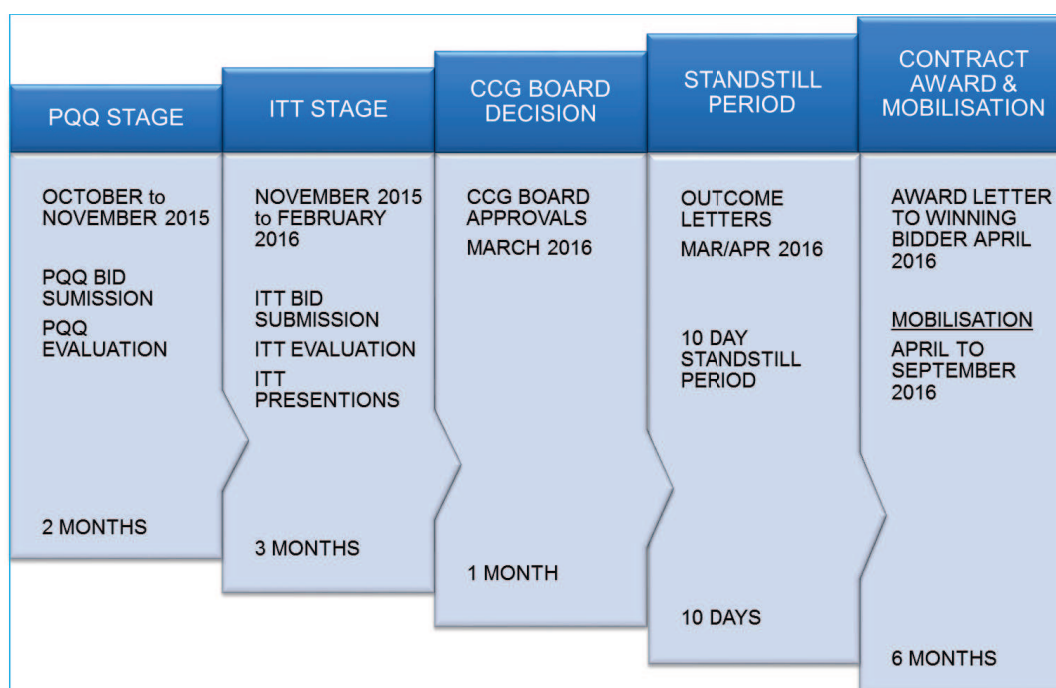 PQQ STAGE
OCTOBER to
NOVEMBER 2015
PQQ BID
SUMISSION
PQQ
EVALUATION
2 MONTHS
ITT STAGE
NOVEMBER 2015
to FEBRUARY
2016
ITT BID
SUBMISSION
ITT EVALUATION
ITT
PRESENTIONS
3 MONTHS
CCG BOARD
DECISION
CCG BOARD
APPROVALS
MARCH 2016
1 MONTH
STANDSTILL
PERIOD
OUTCOME
LETTERS
MAR/APR 2016
10 DAY
STANDSTILL
PERIOD
10 DAYS
CONTRACT
AWARD &
MOBILISATION
AWARD LETTER
TO WINNING
BIDDER APRIL
2016
MOBILISATION
APRIL TO
SEPTEMBER
2016
6 MONTHS